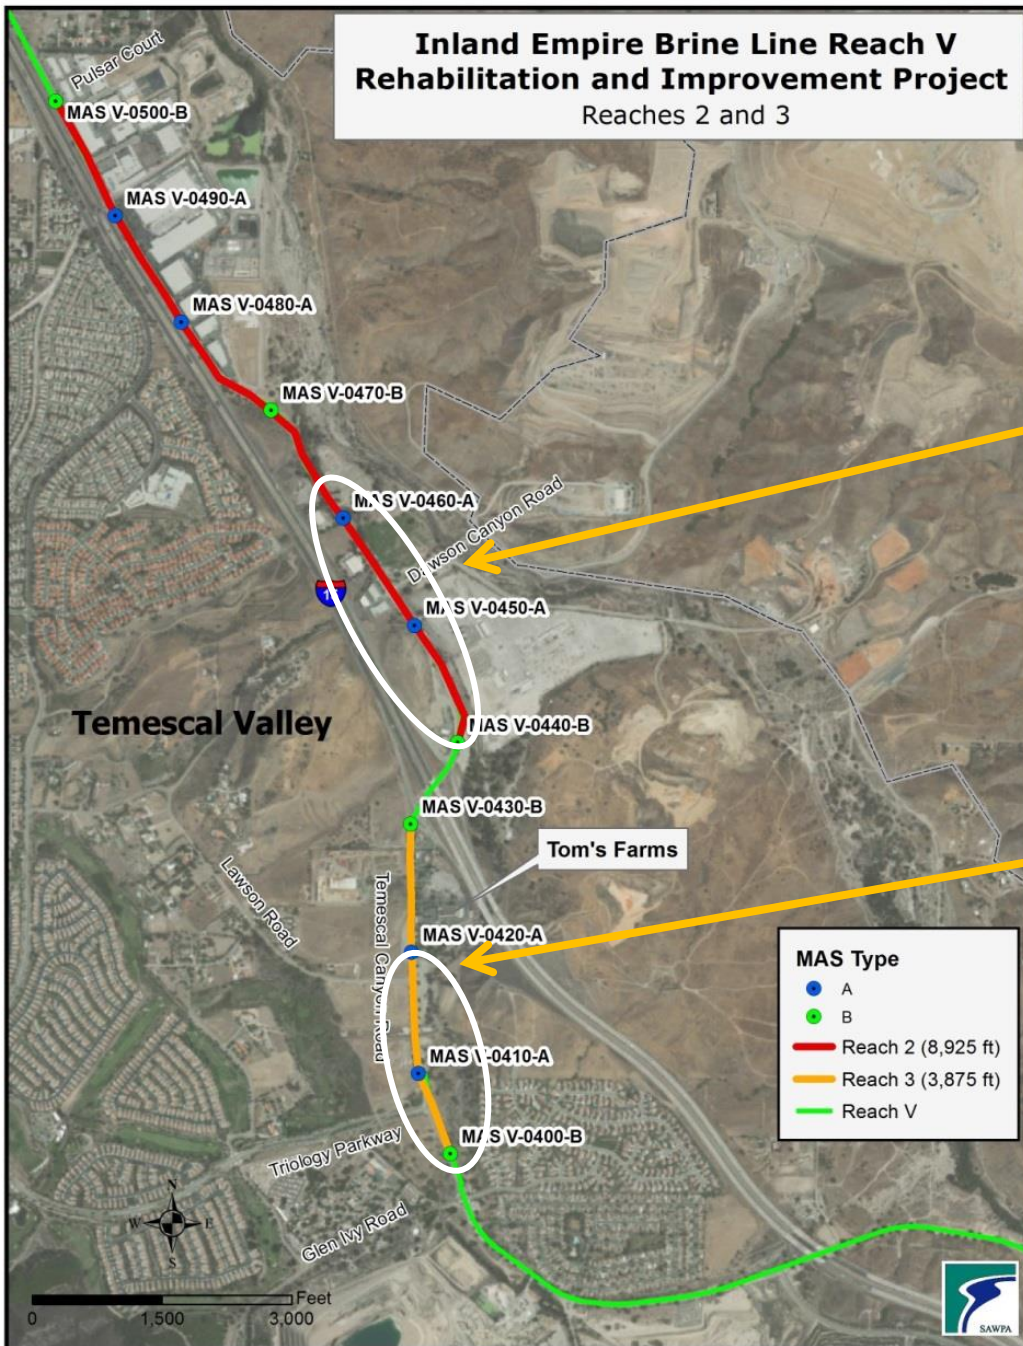 Inland Empire Brine Line Reach V
Rehabilitation and Improvement Project
Reaches 2 and 3
Pulsar Court
MAS V-0500-B
MAS V-0490-A
MAS V-0480-A
MAS V-0470-B
MAS V-0460-A
Dawson Canyon Road
15
MAS V-0450-A
Temescal Valley
MAS V-0440-B
MAS V-0430-B
Tom's Farms
Lawson Road
Temescal Canyon Road
MAS V-0420-A
MAS V-0410-A
MAS V-0400-B
Triology Parkway
Glen Ivy Road
MAS Type
A
B
Reach 2 (8,925 ft)
Reach 3 (3,875 ft)
Reach V
N
W
E
S
Feet
0
1,500
3,000
SAWPA